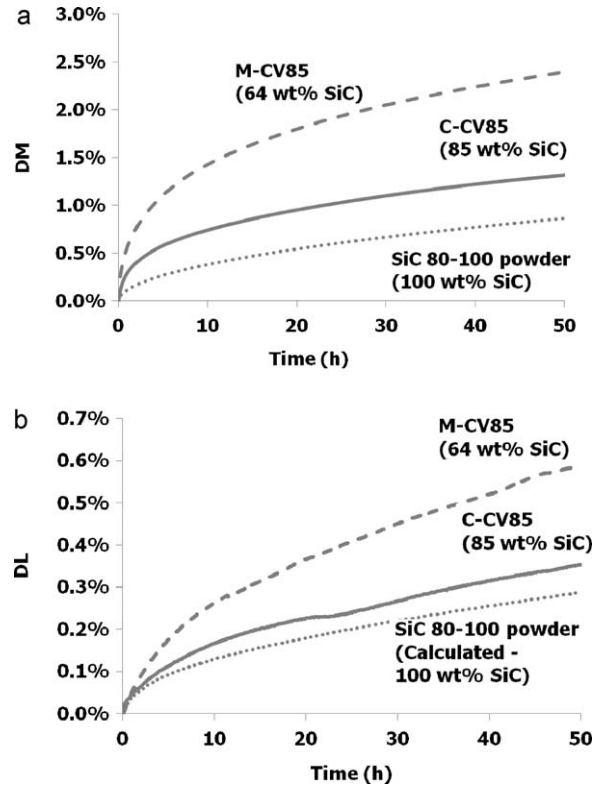 a
3.0%
2.5%
2.0%
1.5%
1.0%
0.5%
0.0%
DM
M-CV85
(64 wt% SiC)
C-CV85
(85 wt% SiC)
SiC 80-100 powder
(100 wt% SiC)
0 10 20 30 40 50
Time (h)
b
0.7%
0.6%
0.5%
0.4%
0.3%
0.2%
0.1%
0.0%
DL
M-CV85
(64 wt% SiC)
C-CV85
(85 wt% SiC)
SiC 80-100 powder
(Calculated -
100 wt% SiC)
0 10 20 30 40 50
Time (h)